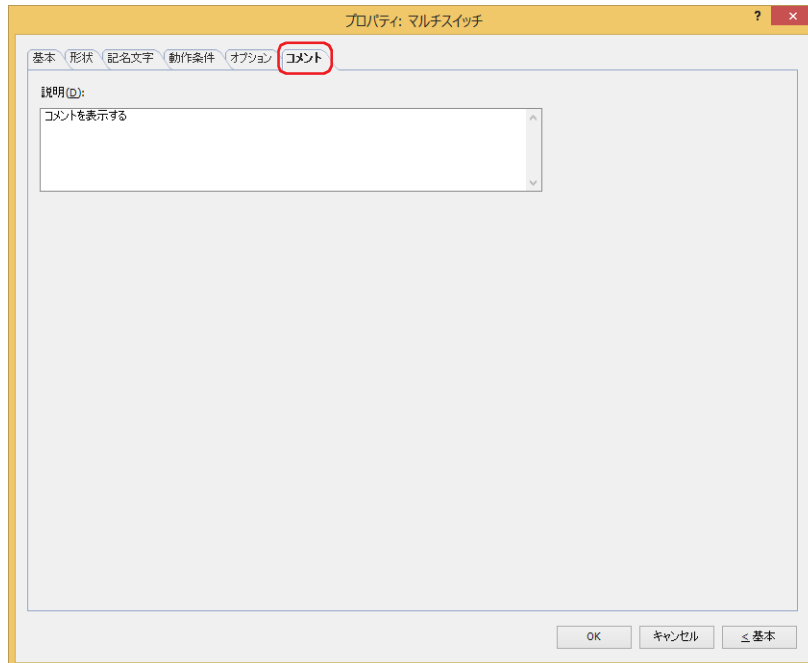 プロパティ: マルチスイッチ
?
基本 形状 記名文字 動作条件 オプション コメント
説明(D):
コメントを表示する
OK キャンセル ≤ 基本